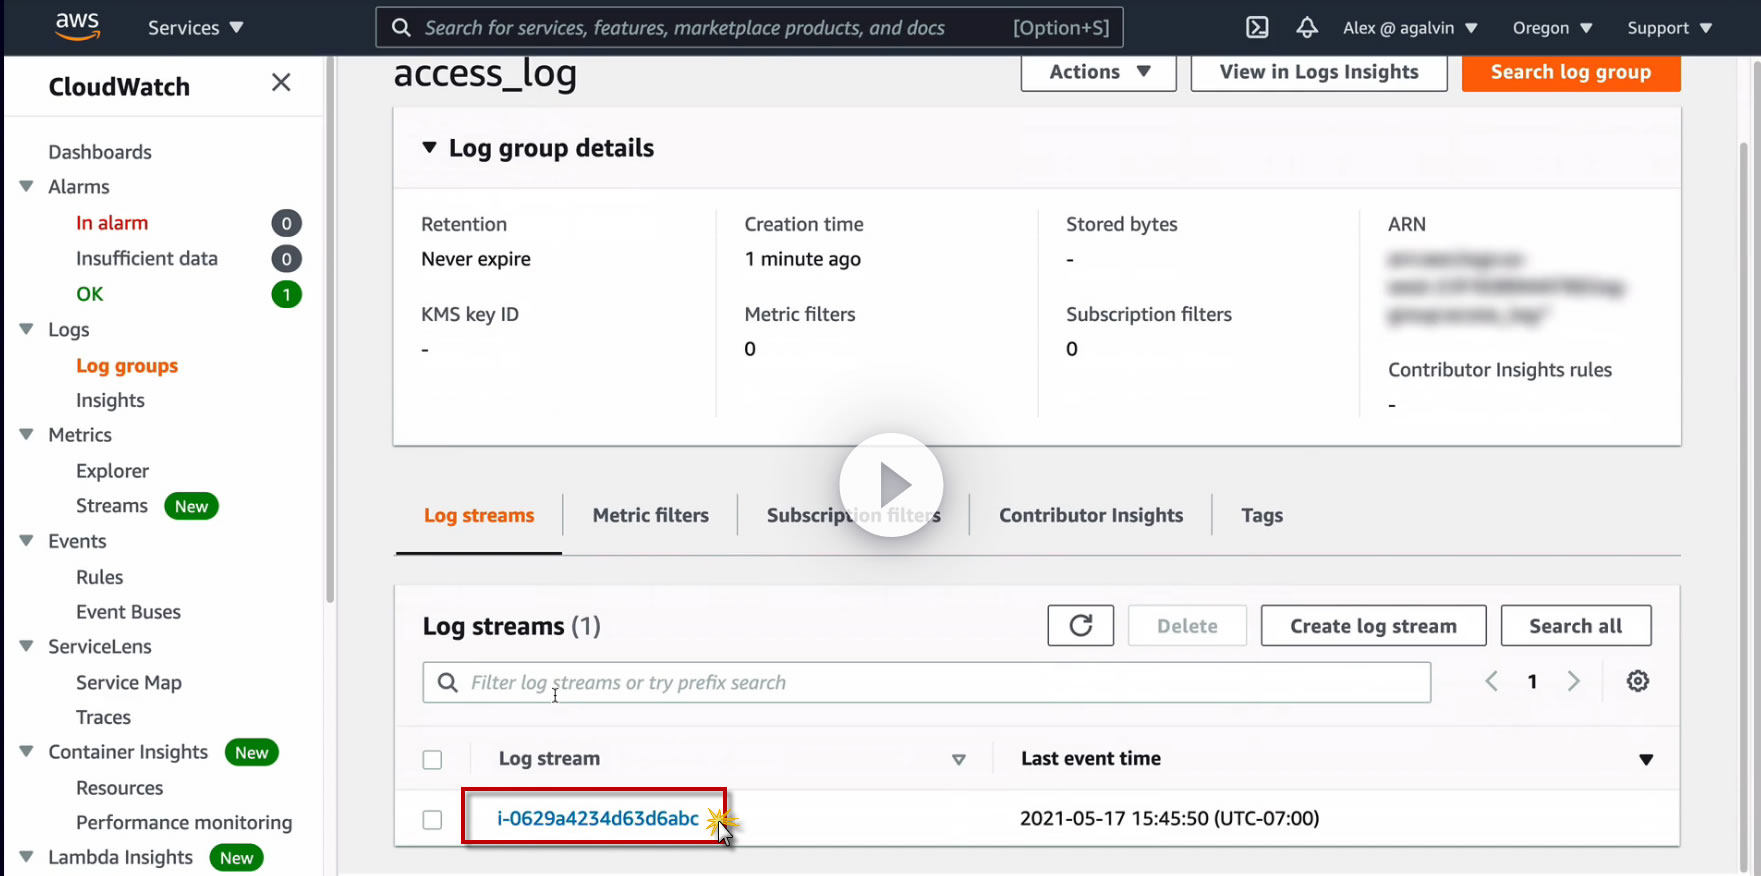 aws
Services
Search for services, features, marketplace products, and docs
[Option+S]
Alex @ agalvin
Oregon
Support
CloudWatch
Dashboards
Alarms
In alarm 0
Insufficient data 0
OK 1
Logs
Log groups
Insights
Metrics
Explorer
Streams New
Events
Rules
Event Buses
ServiceLens
Service Map
Traces
Container Insights New
Resources
Performance monitoring
Lambda Insights New
access_log
Actions
View in Logs Insights
Search log group
Log group details
Retention
Never expire
KMS key ID
-
Creation time
1 minute ago
Metric filters
0
Stored bytes
-
Subscription filters
0
ARN
Contributor Insights rules
-
Log streams
Metric filters
Subscription filters
Contributor Insights
Tags
Log streams (1)
Delete
Create log stream
Search all
Filter log streams or try prefix search
1
Log stream
Last event time
i-0629a4234d63d6abc
2021-05-17 15:45:50 (UTC-07:00)